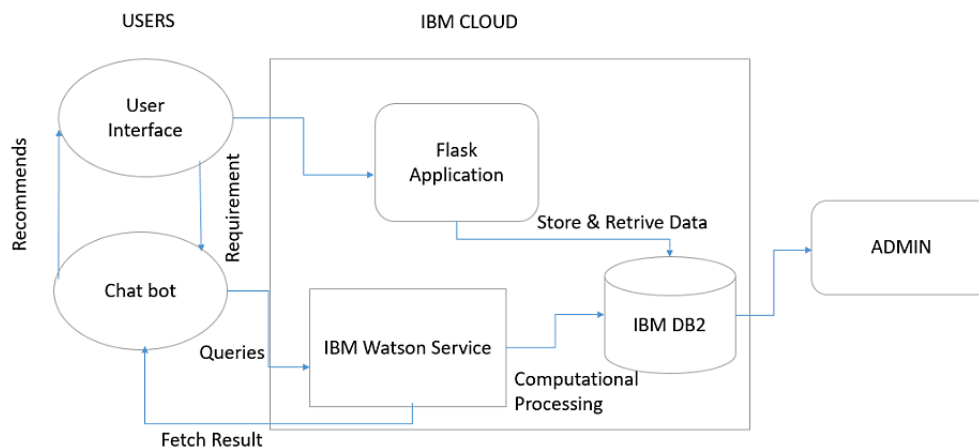 USERS
IBM CLOUD
User
Interface
Recommends
Requirement
Flask
Application
Store & Retrive Data
ADMIN
Chat bot
IBM DB2
IBM Watson Service
Queries
Computational
Processing
Fetch Result